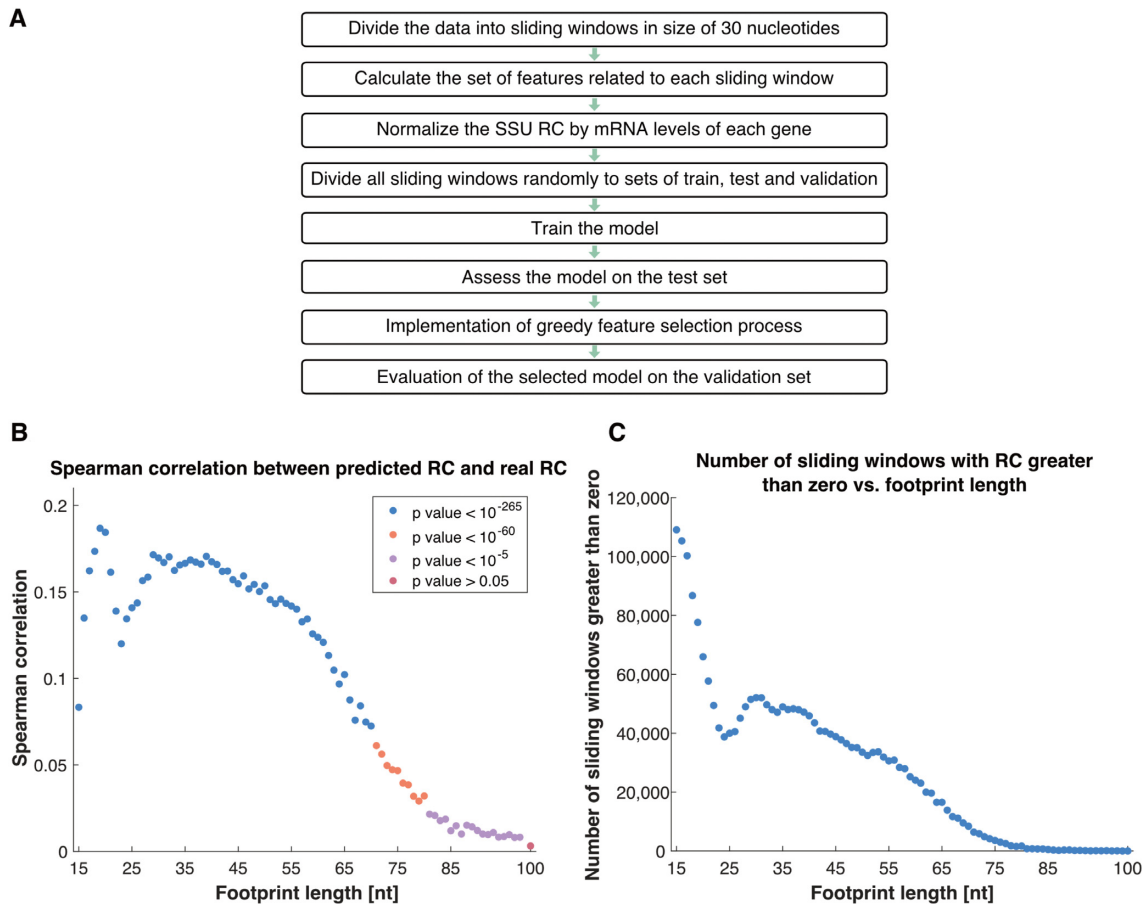 A
Divide the data into sliding windows in size of 30 nucleotides
Calculate the set of features related to each sliding window
Normalize the SSU RC by mRNA levels of each gene
Divide all sliding windows randomly to sets of train, test and validation
Train the model
Assess the model on the test set
Implementation of greedy feature selection process
Evaluation of the selected model on the validation set
B
Spearman correlation between predicted RC and real RC
p value < 10^-265
p value < 10^-60
p value < 10^-5
p value > 0.05
Spearman correlation
0.2
0.15
0.1
0.05
0
15 25 35 45 55 65 75 85 100
Footprint length [nt]
C
Number of sliding windows with RC greater
than zero vs. footprint length
Number of sliding windows greater than zero
120,000
100,000
80,000
60,000
40,000
20,000
0
15 25 35 45 55 65 75 85 100
Footprint length [nt]